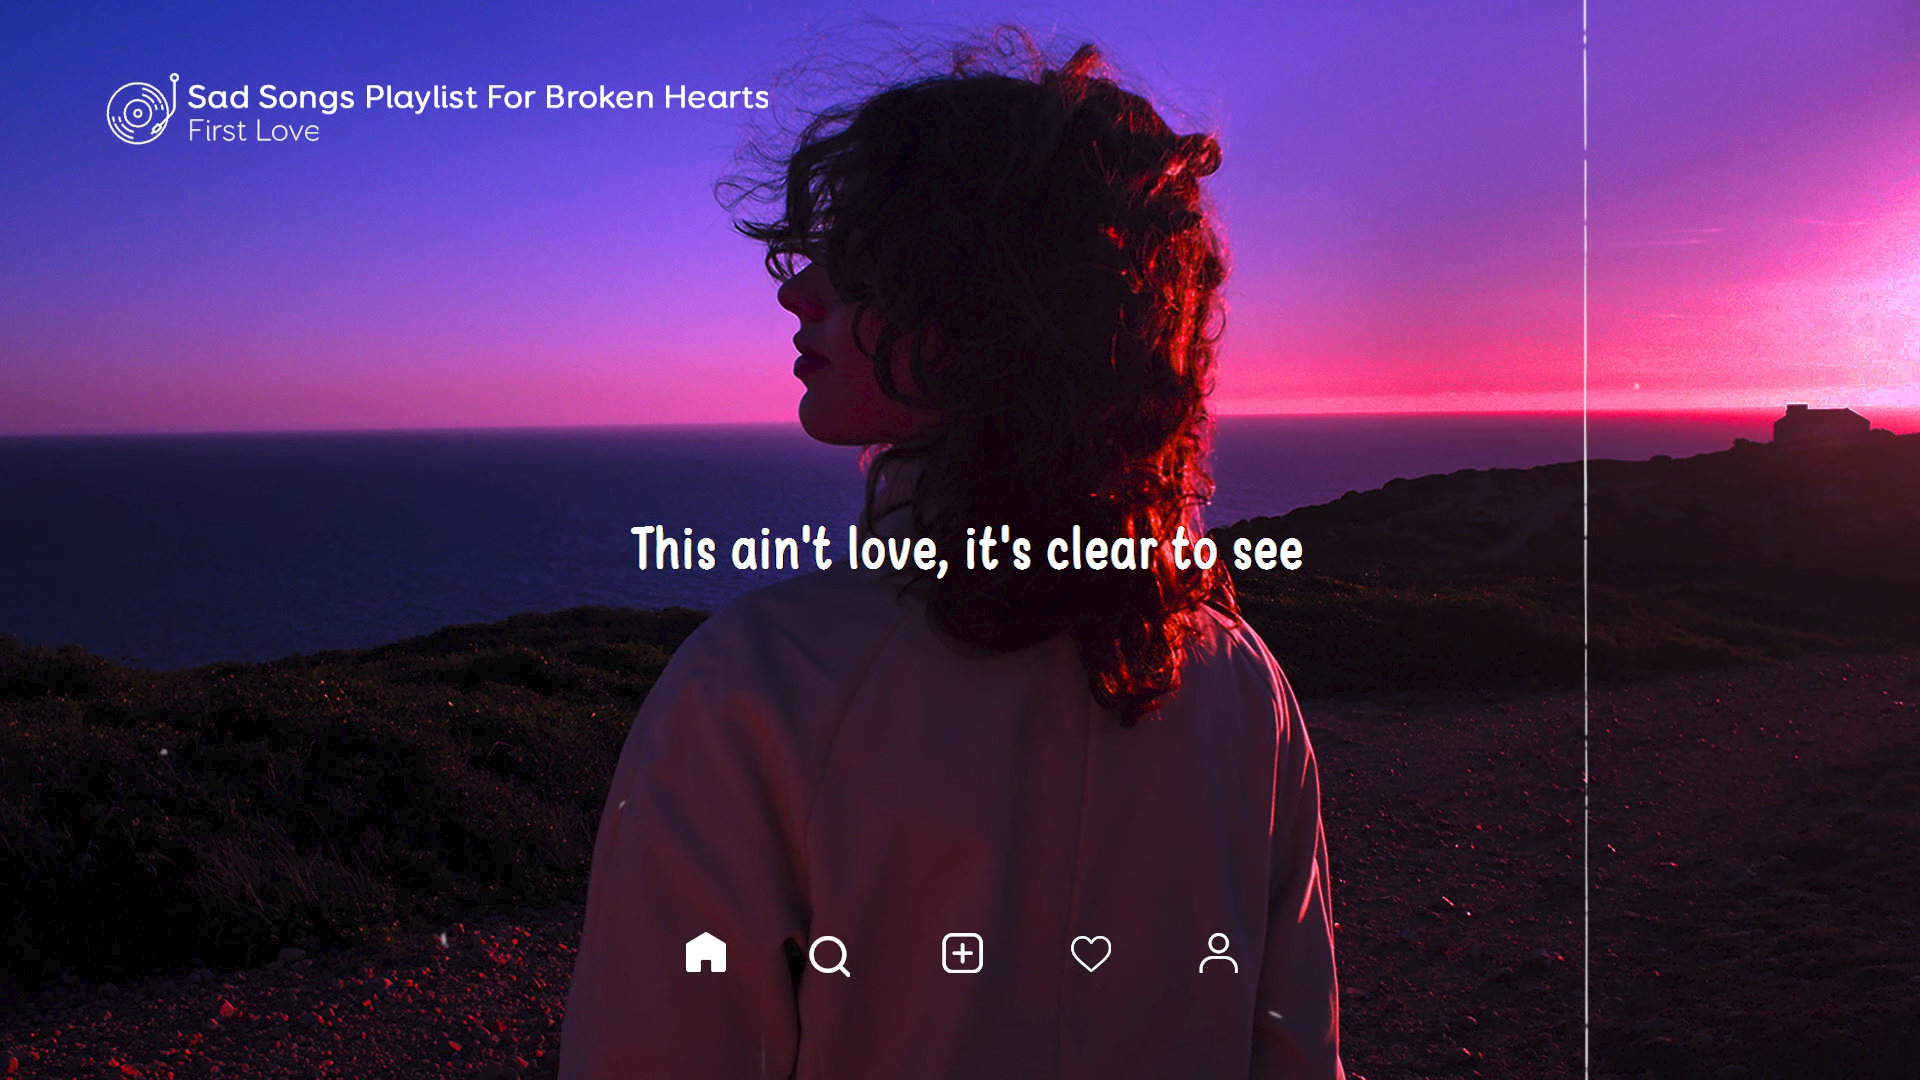 Sad Songs Playlist For Broken Hearts
First Love
This ain't love, it's clear to see